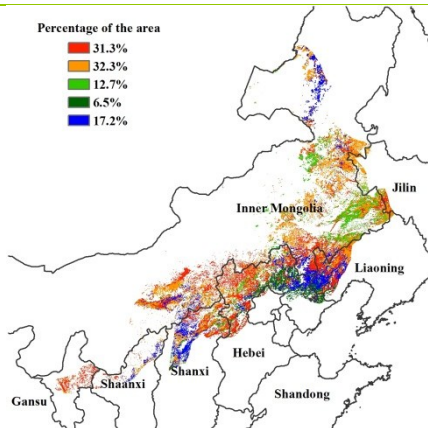 Percentage of the area
31.3%
32.3%
12.7%
6.5%
17.2%
Jilin
Inner Mongolia
Liaoning
Hebei
Shanxi
Shaanxi
Gansu
Shandong